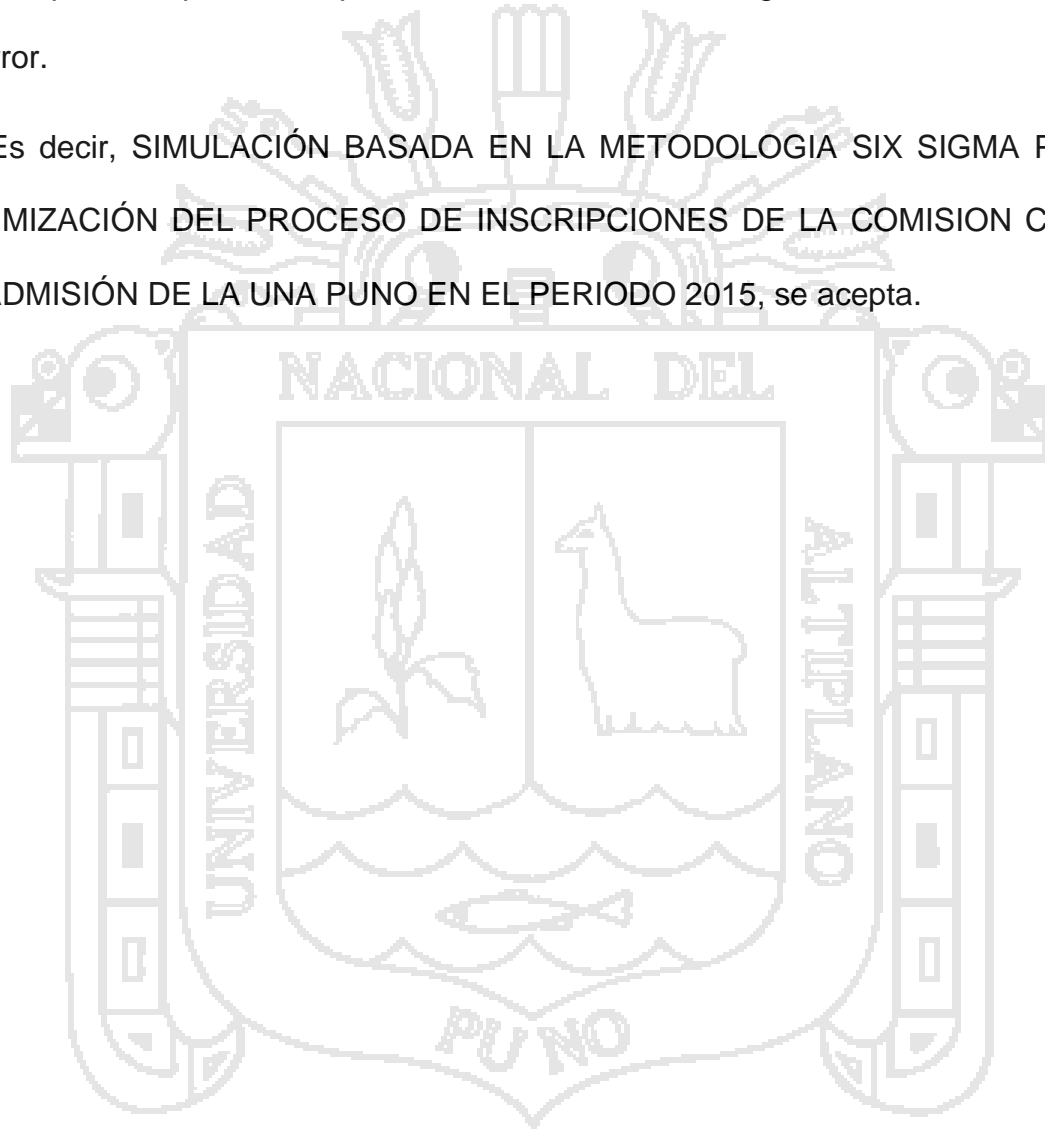 ror.
Es decir, SIMULACIÓN BASADA EN LA METODOLOGIA SIX SIGMA
MIZACIÓN DEL PROCESO DE INSCRIPCIONES DE LA COMISION C
ADMISIÓN DE LA UNA PUNO EN EL PERIODO 2015, se acepta.
NACIONAL DEL
UNIVERSIDAD
ALTIPLANO
PUNO